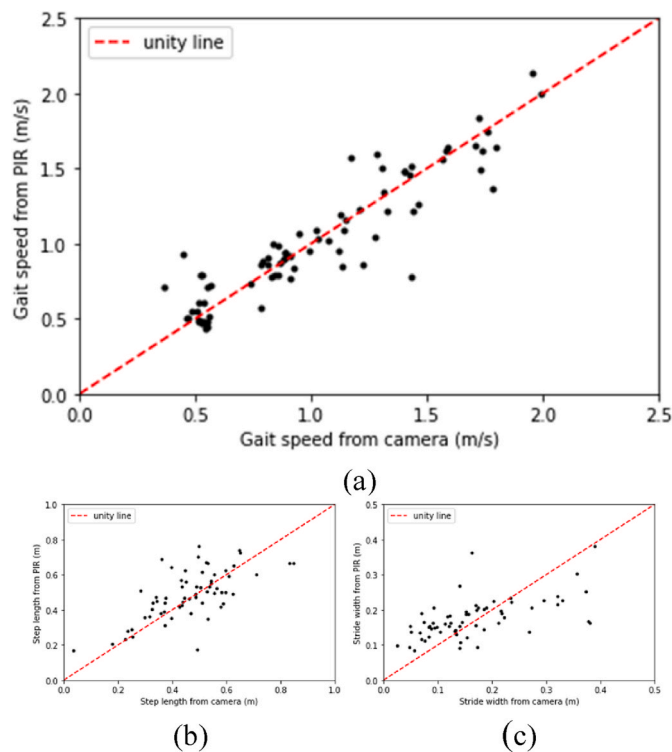 2.5
unity line
2.0
1.5
1.0
0.5
0.0
Gait speed from PIR (m/s)
0.0 0.5 1.0 1.5 2.0 2.5
Gait speed from camera (m/s)
(a)
1.0
unity line
0.8
0.6
0.4
0.2
0.0
Step length from PIR (m)
0.0 0.2 0.4 0.6 0.8 1.0
Step length from camera (m)
(b)
0.5
unity line
0.4
0.3
0.2
0.1
0.0
Stride width from PIR (m)
0.0 0.1 0.2 0.3 0.4 0.5
Stride width from camera (m)
(c)